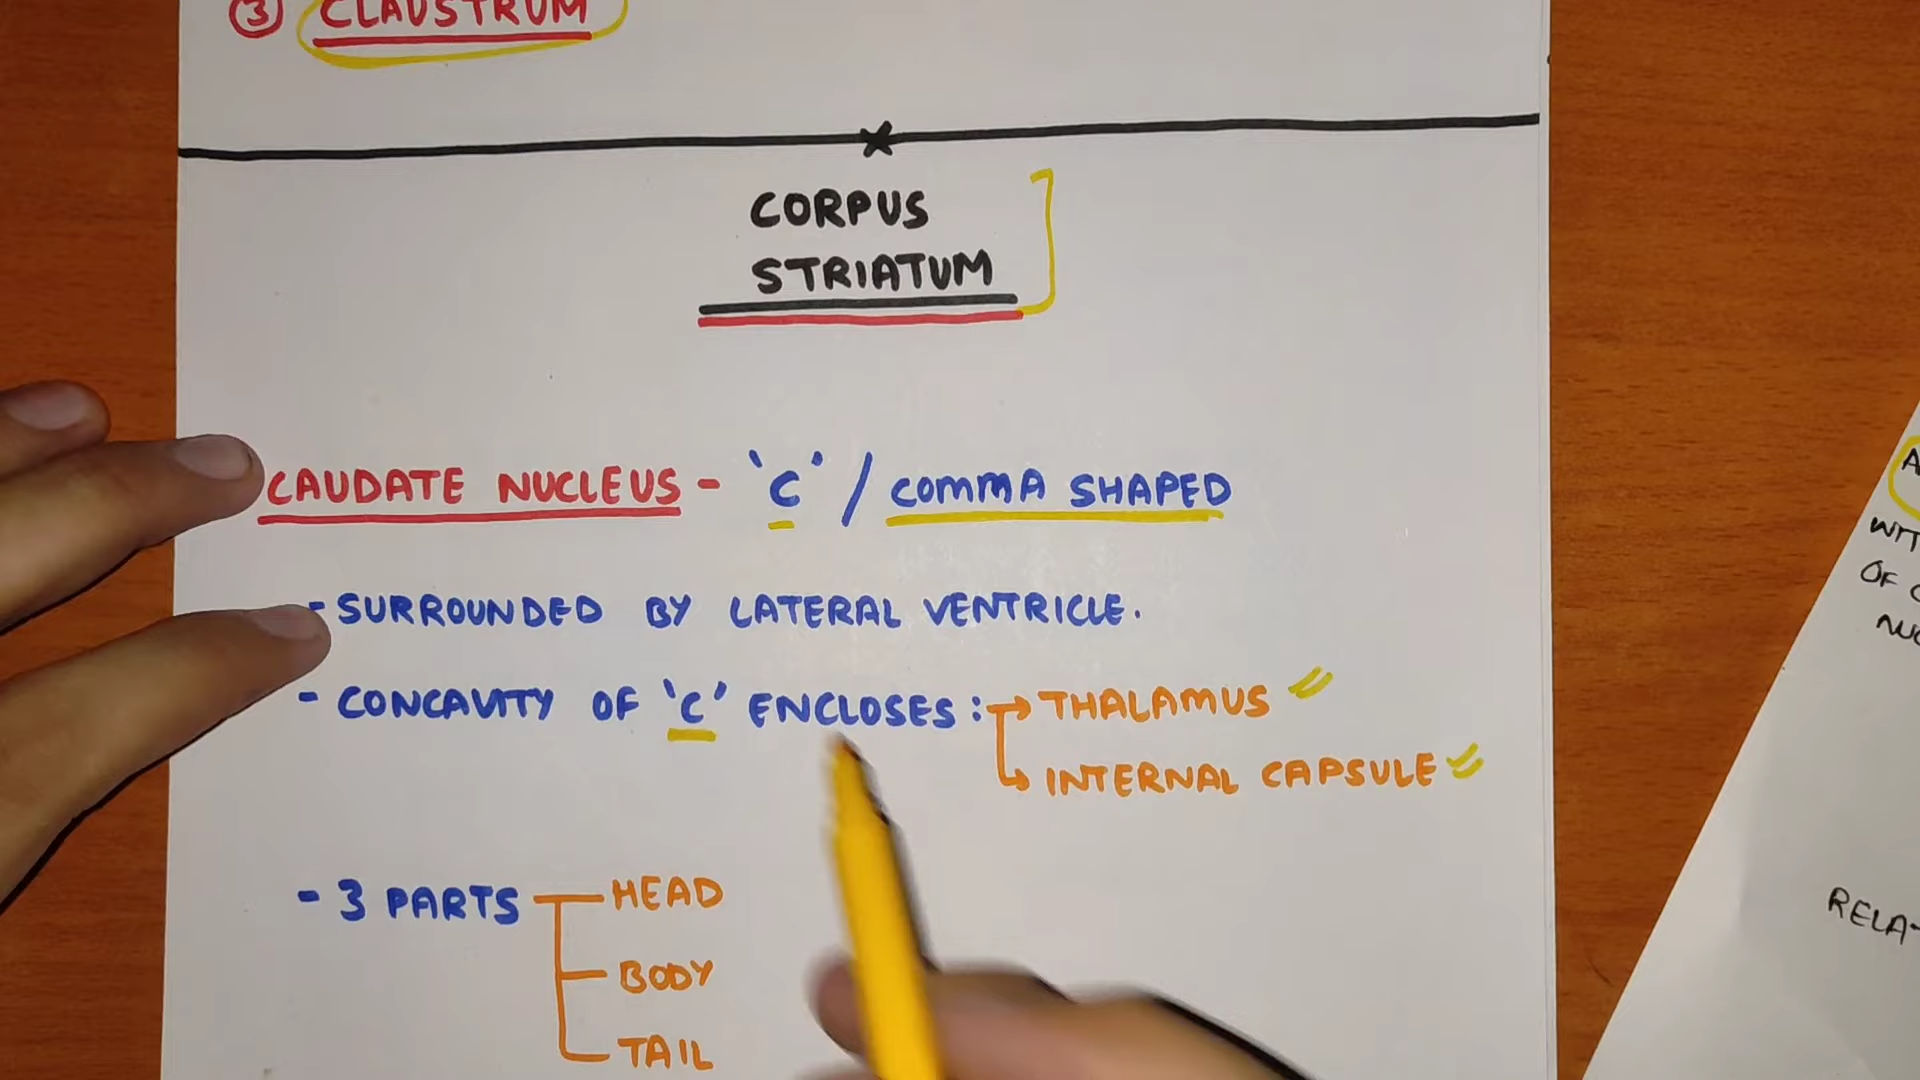 ③ CLAUSTRUM
CORPUS
STRIATUM
CAUDATE NUCLEUS - 'C' / COMMA SHAPED
- SURROUNDED BY LATERAL VENTRICLE.
- CONCAVITY OF 'C' ENCLOSES: → THALAMUS
→ INTERNAL CAPSULE
- 3 PARTS HEAD
BODY
TAIL
OF